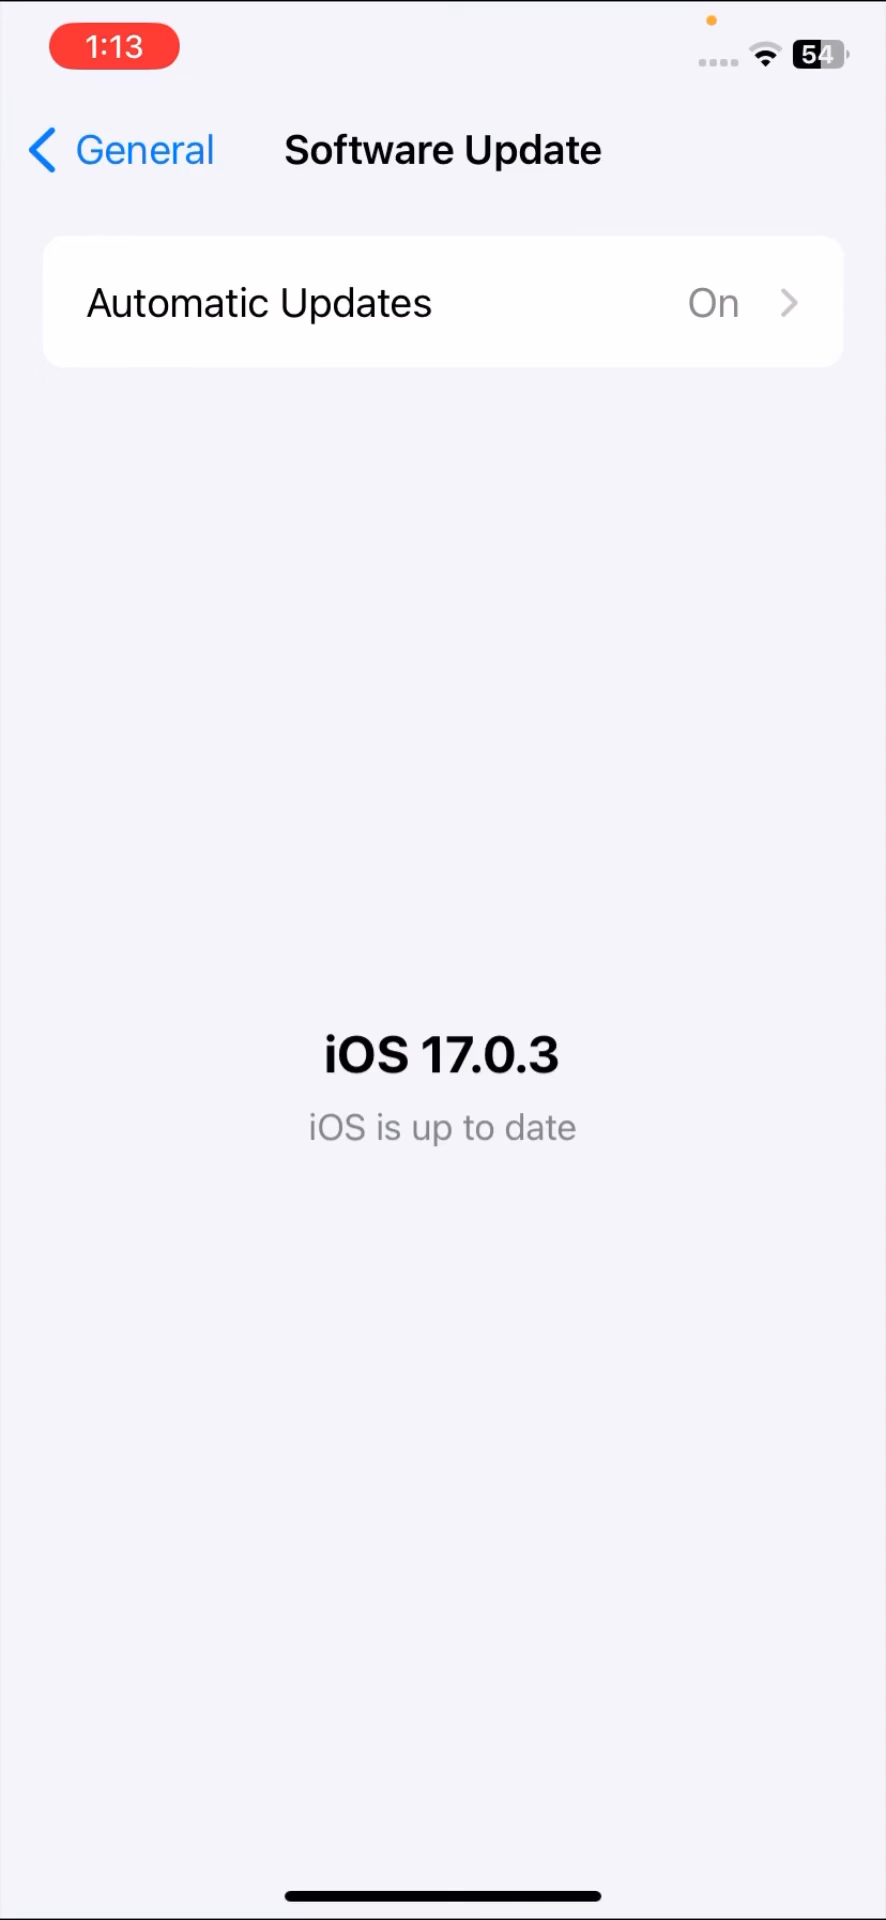 1:13
54
General
Software Update
Automatic Updates On
iOS 17.0.3
iOS is up to date